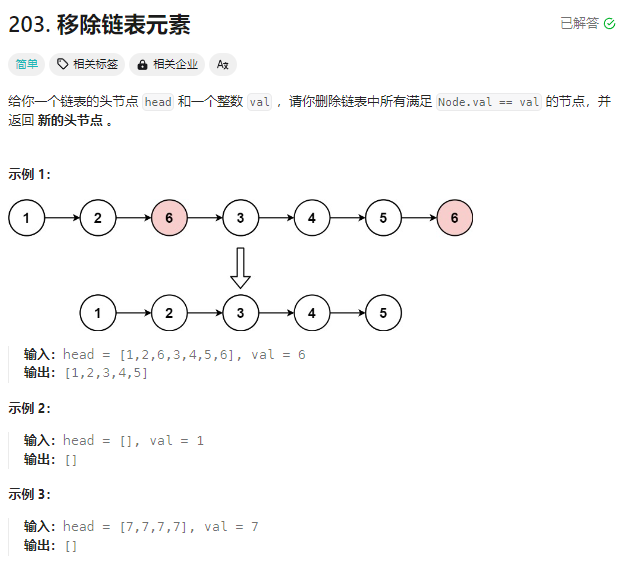 203. 移除链表元素
已解答
简单 相关标签 相关企业 Ax
给你一个链表的头节点 head 和一个整数 val ，请你删除链表中所有满足 Node.val == val 的节点，并
返回 新的头节点 。
示例 1：
1 2 6 3 4 5 6
1 2 3 4 5
输入：head = [1,2,6,3,4,5,6], val = 6
输出：[1,2,3,4,5]
示例 2：
输入：head = [], val = 1
输出：[]
示例 3：
输入：head = [7,7,7,7], val = 7
输出：[]